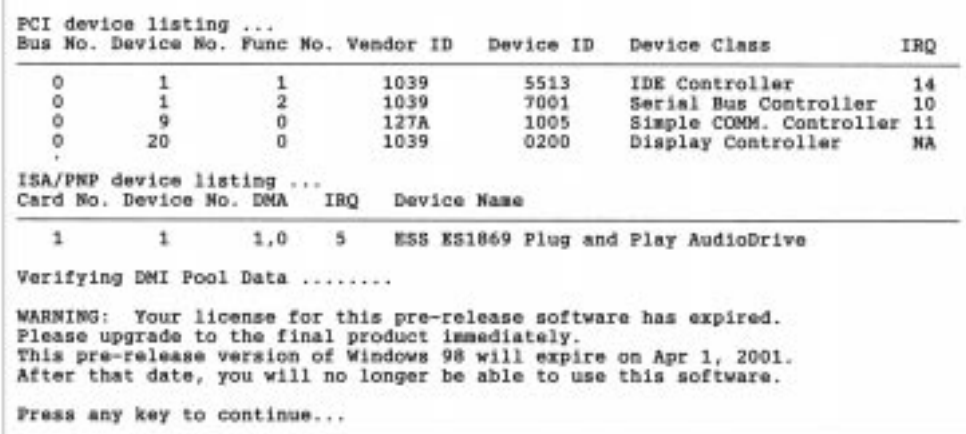 PCI device listing ...
Bus No. Device No. Func No. Vendor ID Device ID Device Class IRQ
0 1 1 1039 5513 IDE Controller 14
0 1 2 1039 7001 Serial Bus Controller 10
0 9 0 127A 1005 Simple COMM. Controller 11
0 20 0 1039 0200 Display Controller NA
ISA/PNP device listing ...
Card No. Device No. DMA IRQ Device Name
1 1 1,0 5 ESS ES1869 Plug and Play AudioDrive
Verifying DMI Pool Data ........
WARNING: Your license for this pre-release software has expired.
Please upgrade to the final product immediately.
This pre-release version of Windows 98 will expire on Apr 1, 2001.
After that date, you will no longer be able to use this software.
Press any key to continue...